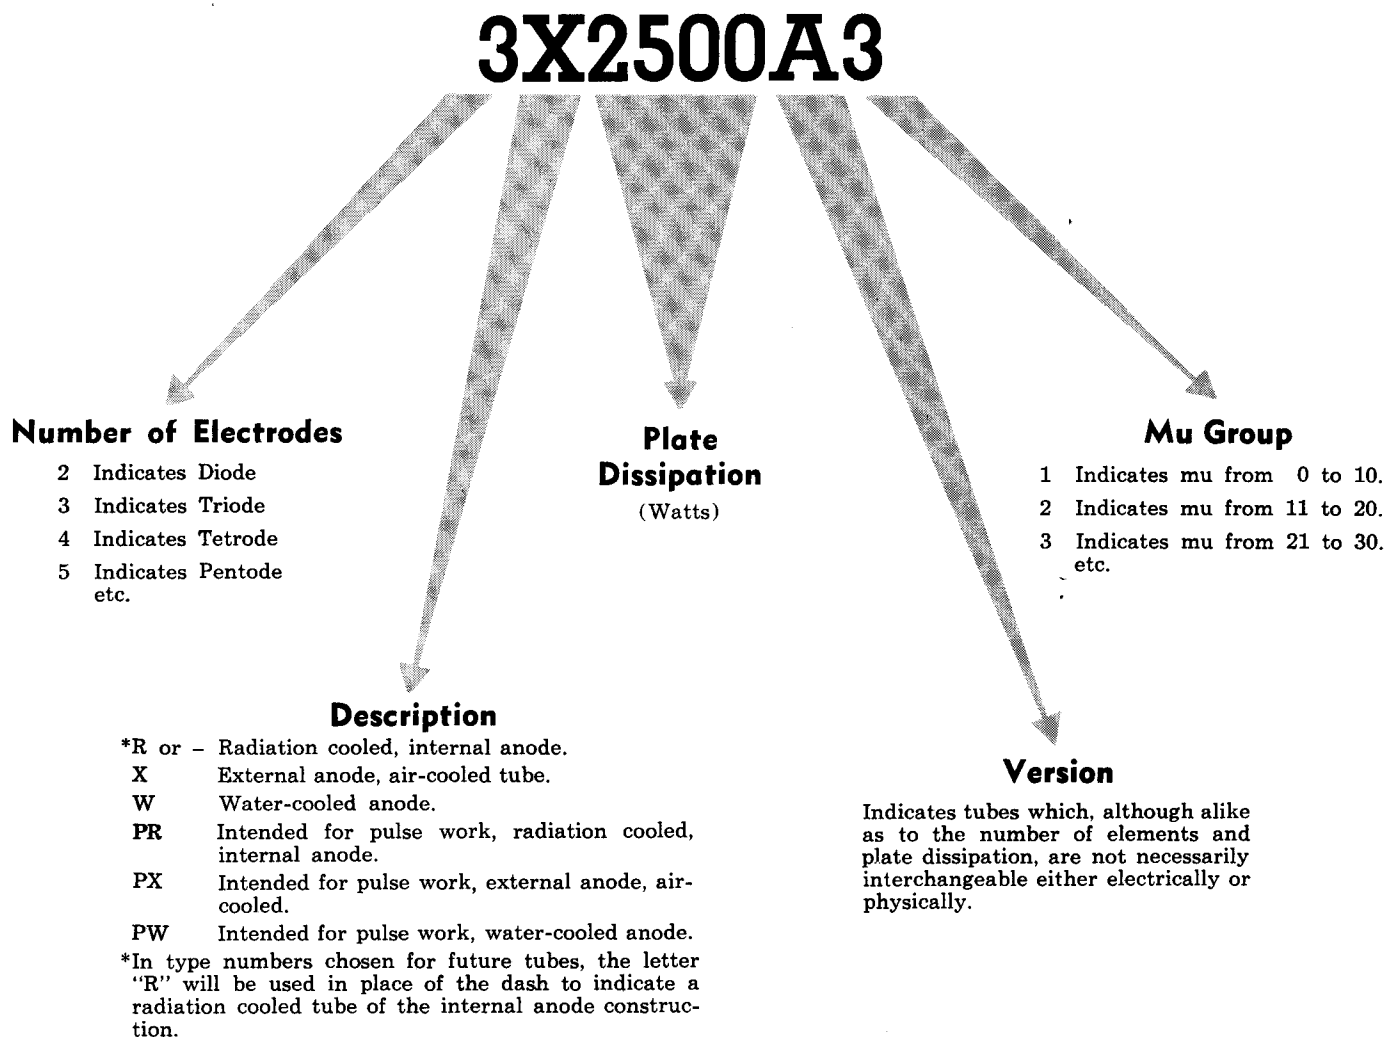 3X2500A3
Number of Electrodes
2 Indicates Diode
3 Indicates Triode
4 Indicates Tetrode
5 Indicates Pentode
etc.
Plate
Dissipation
(Watts)
Mu Group
1 Indicates mu from 0 to 10.
2 Indicates mu from 11 to 20.
3 Indicates mu from 21 to 30.
etc.
Description
*R or – Radiation cooled, internal anode.
X External anode, air-cooled tube.
W Water-cooled anode.
PR Intended for pulse work, radiation cooled,
internal anode.
PX Intended for pulse work, external anode, air-
cooled.
PW Intended for pulse work, water-cooled anode.
*In type numbers chosen for future tubes, the letter
"R" will be used in place of the dash to indicate a
radiation cooled tube of the internal anode construc-
tion.
Version
Indicates tubes which, although alike
as to the number of elements and
plate dissipation, are not necessarily
interchangeable either electrically or
physically.